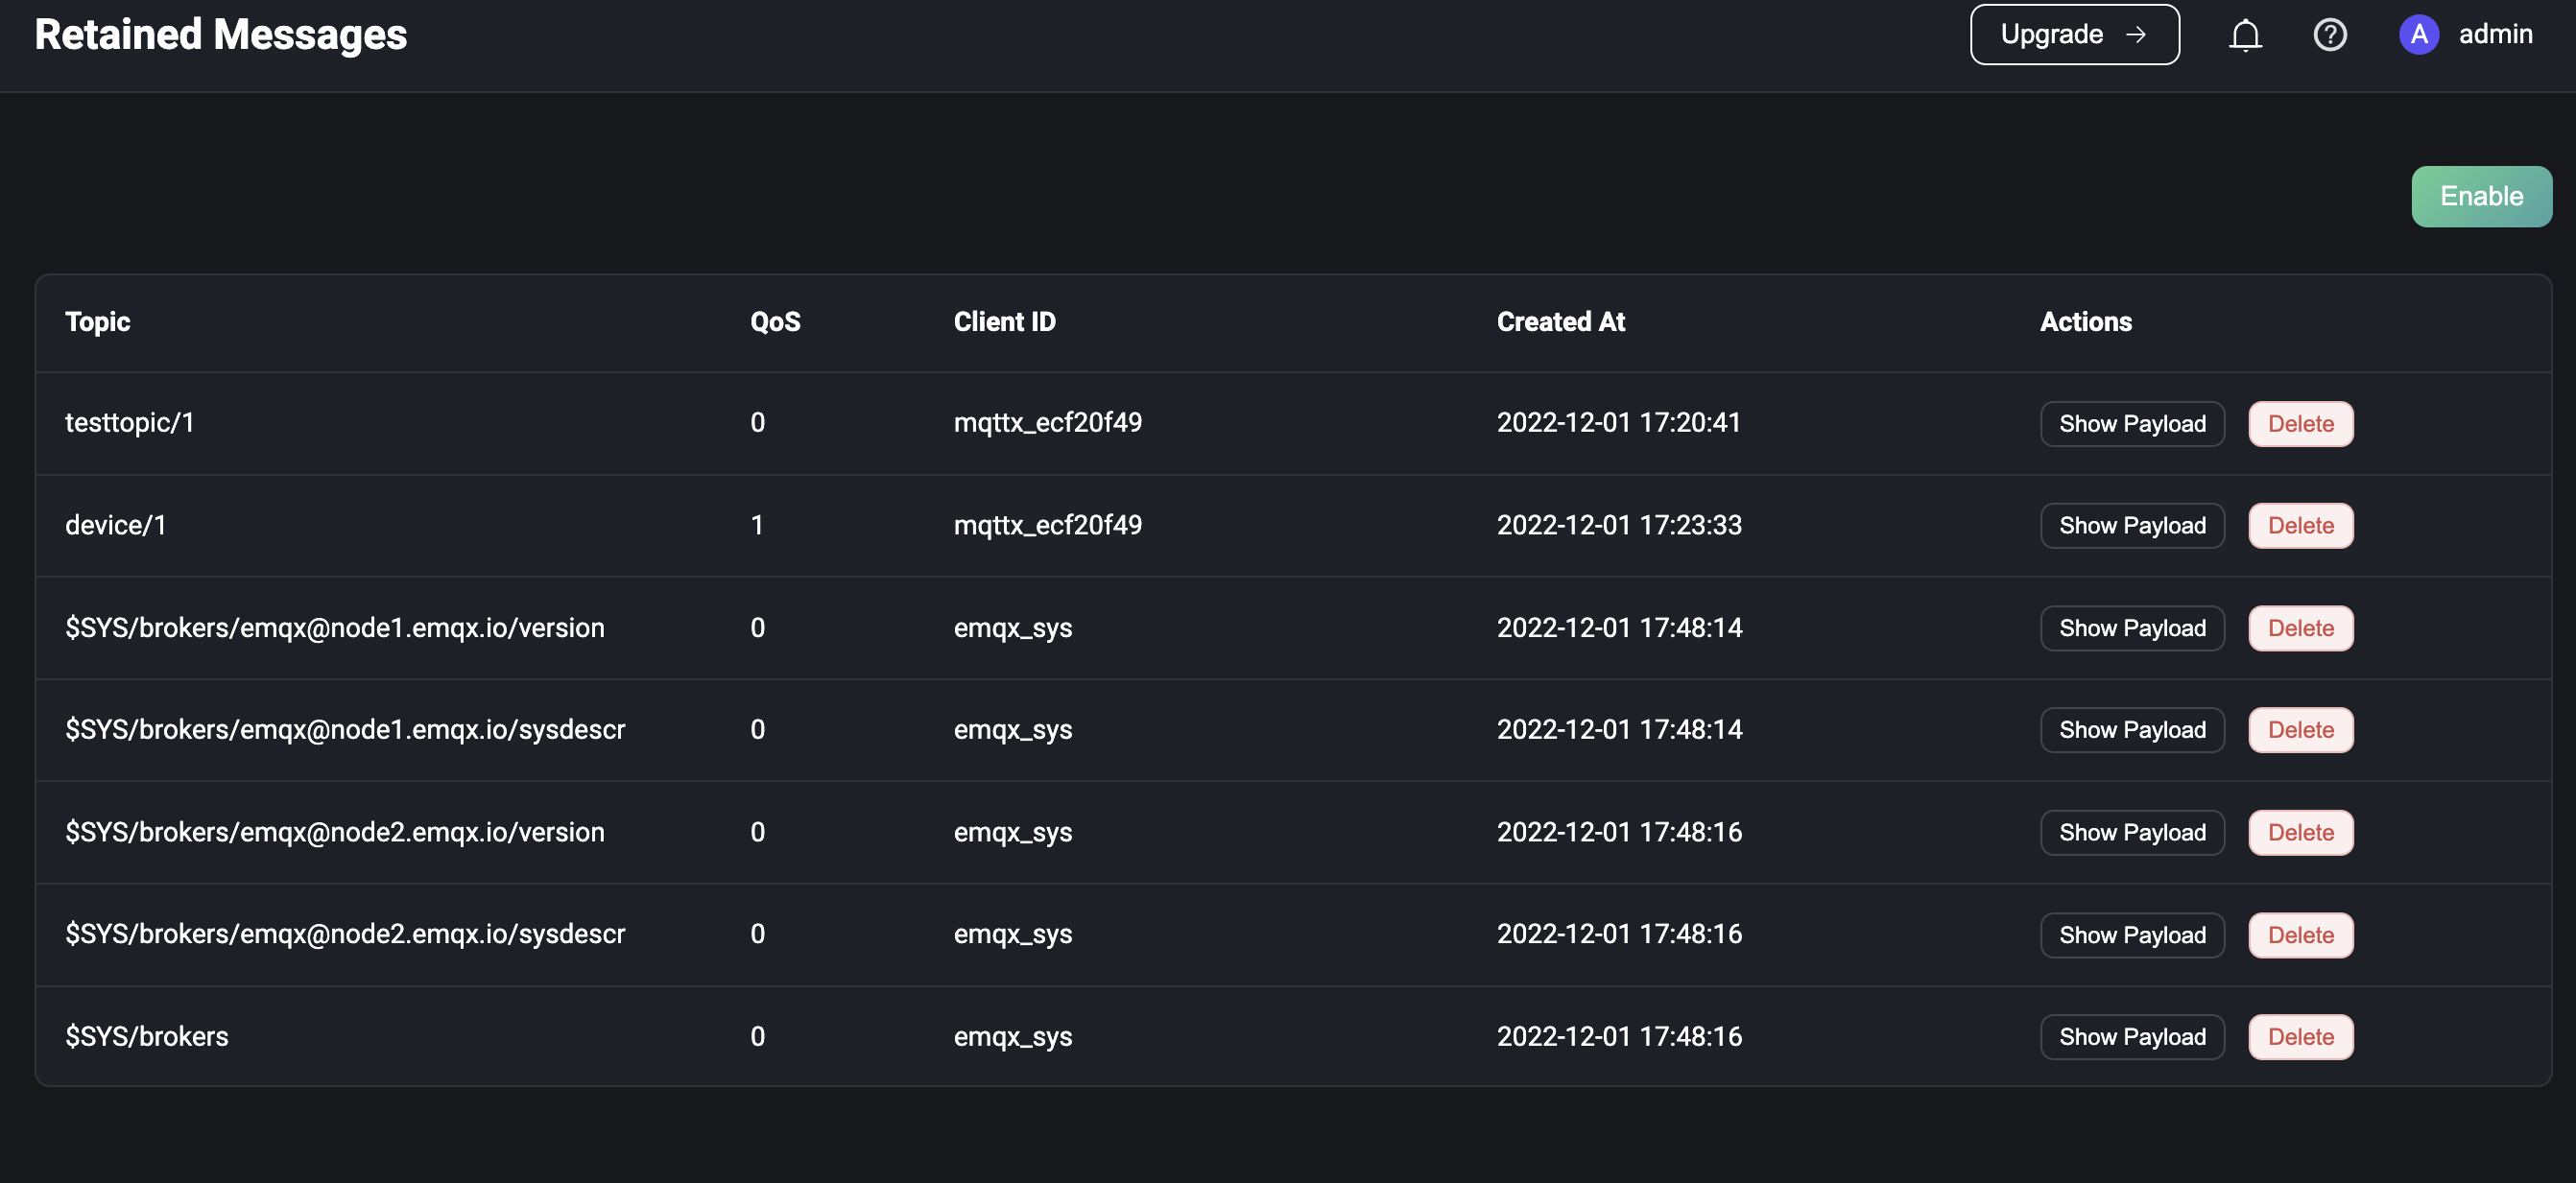 Retained Messages Upgrade → A admin
Enable
Topic QoS Client ID Created At Actions
testtopic/1 0 mqttx_ecf20f49 2022-12-01 17:20:41 Show Payload Delete
device/1 1 mqttx_ecf20f49 2022-12-01 17:23:33 Show Payload Delete
$SYS/brokers/emqx@node1.emqx.io/version 0 emqx_sys 2022-12-01 17:48:14 Show Payload Delete
$SYS/brokers/emqx@node1.emqx.io/sysdescr 0 emqx_sys 2022-12-01 17:48:14 Show Payload Delete
$SYS/brokers/emqx@node2.emqx.io/version 0 emqx_sys 2022-12-01 17:48:16 Show Payload Delete
$SYS/brokers/emqx@node2.emqx.io/sysdescr 0 emqx_sys 2022-12-01 17:48:16 Show Payload Delete
$SYS/brokers 0 emqx_sys 2022-12-01 17:48:16 Show Payload Delete